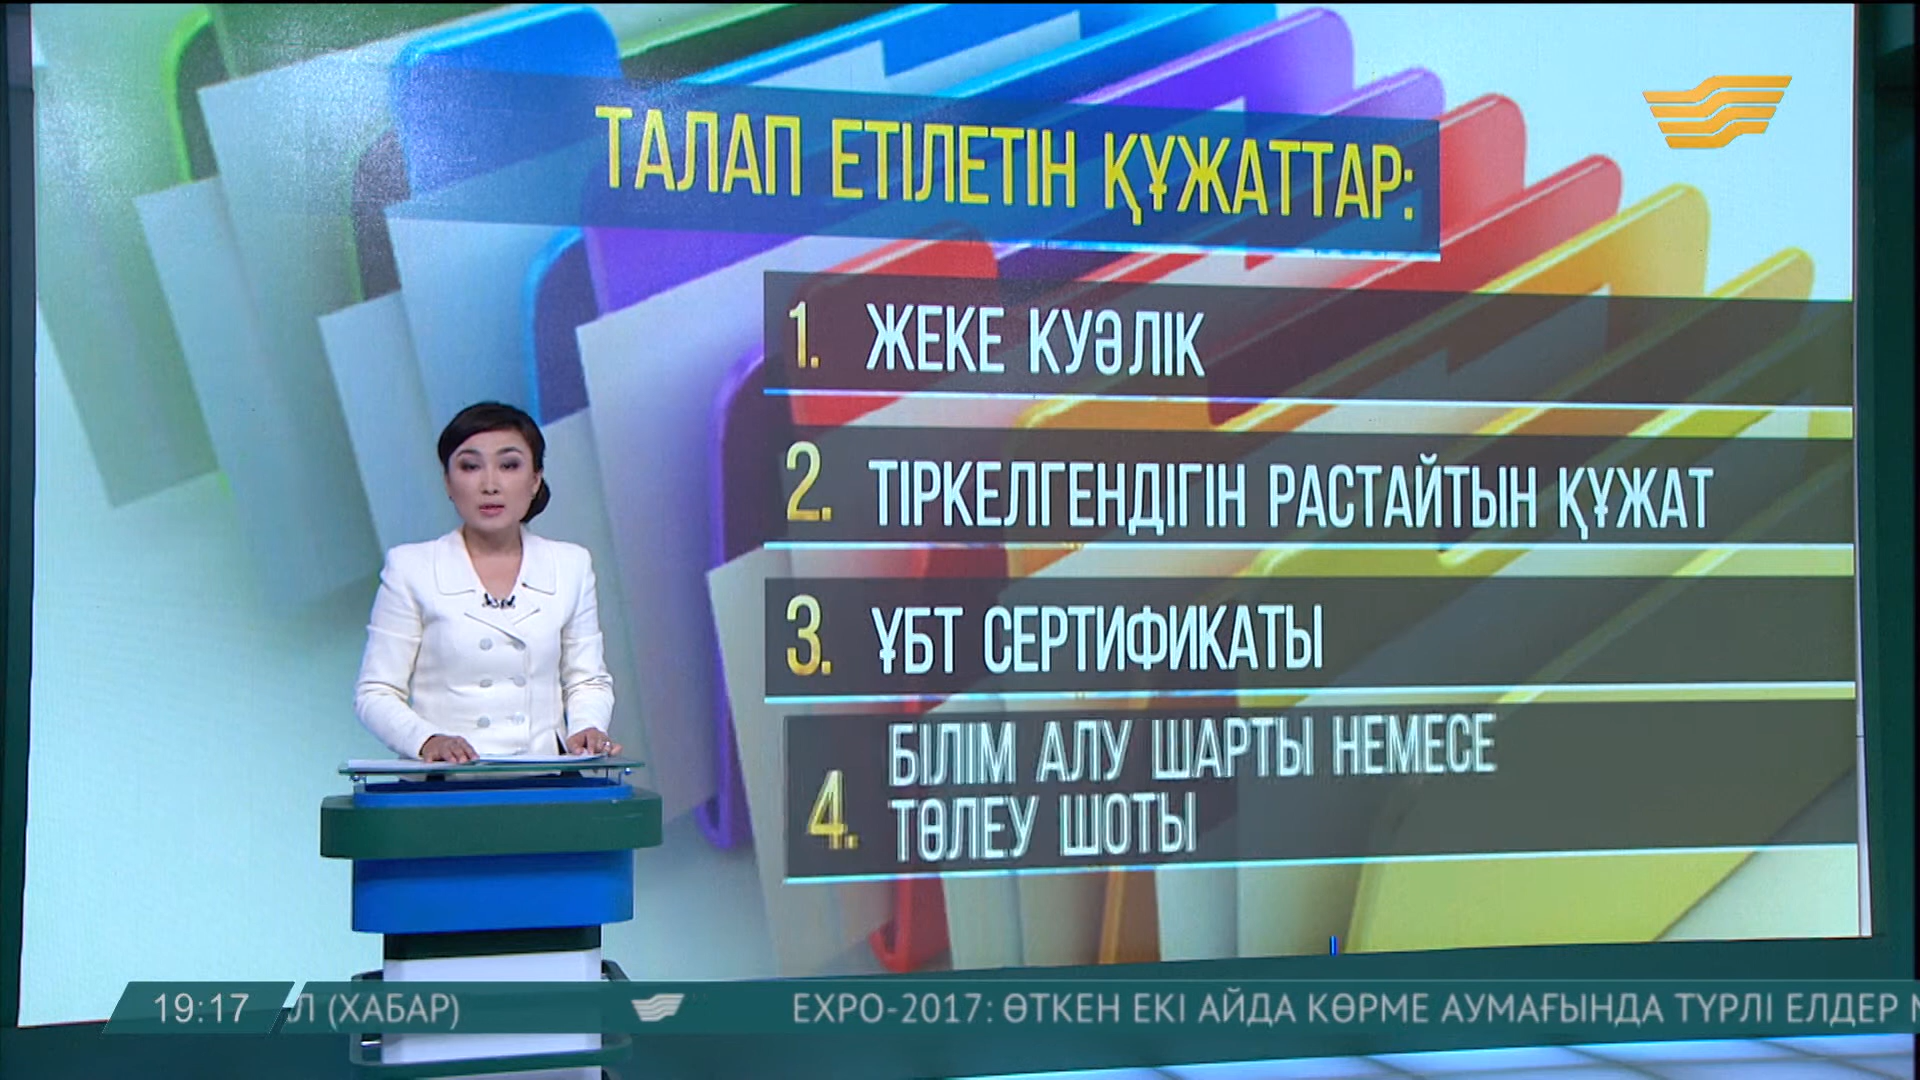 ТАЛАП ЕТІЛЕТІН ҚҰЖАТТАР:
1. ЖЕКЕ КУӘЛІК
2. ТІРКЕЛГЕНДІГІН РАСТАЙТЫН ҚҰЖАТ
3. ҰБТ СЕРТИФИКАТЫ
4. БІЛІМ АЛУ ШАРТЫ НЕМЕСЕ
ТӨЛЕУ ШОТЫ
19:17 Л (ХАБАР) EXPO-2017: ӨТКЕН ЕКІ АЙДА КӨРМЕ АУМАҒЫНДА ТҮРЛІ ЕЛДЕР